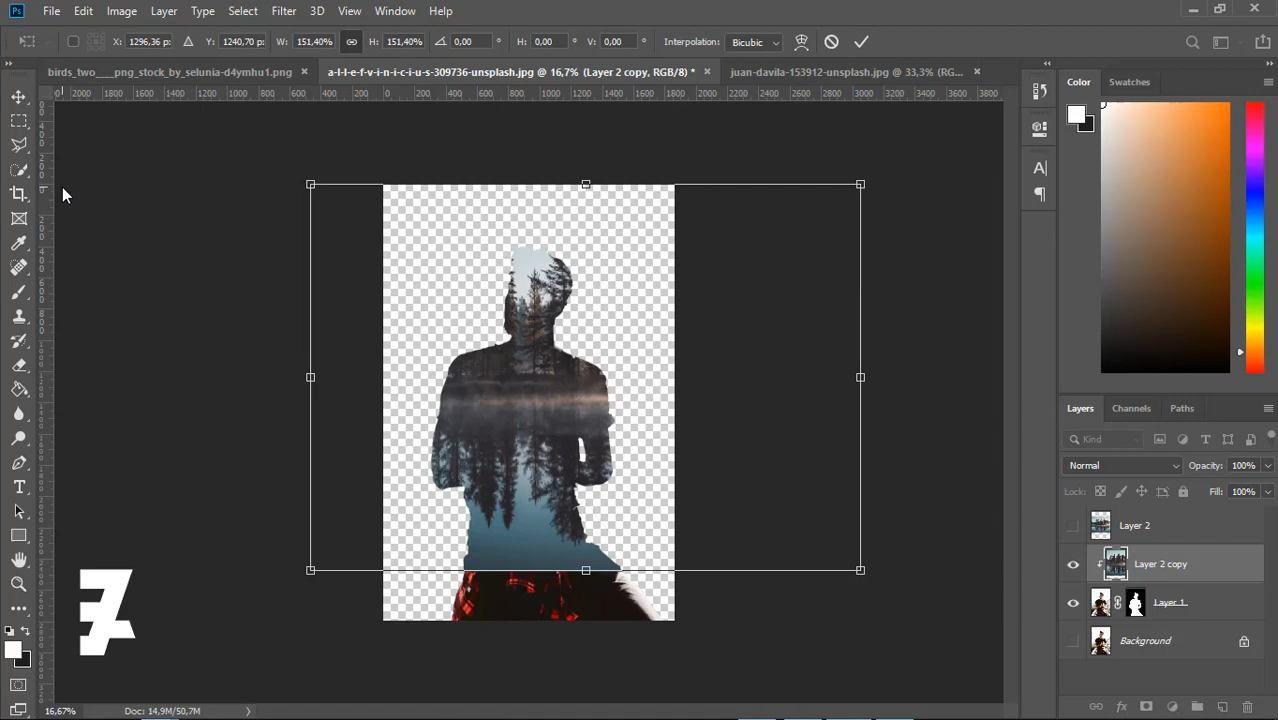 Ps File Edit Image Layer Type Select Filter 3D View Window Help
X: 1296,36 p: Y: 1240,70 p: W: 151,40% H: 151,40% 0,00 ° H: 0,00 ° V: 0,00 ° Interpolation: Bicubic
birds_two___png_stock_by_selunia-d4ymhu1.png × a-l-l-e-f-v-i-n-i-c-i-u-s-309736-unsplash.jpg @ 16,7% (Layer 2 copy, RGB/8) * × juan-davila-153912-unsplash.jpg @ 33,3% (RG... ×
0 2000 1800 1600 1400 1200 1000 800 600 400 200 0 200 400 600 800 1000 1200 1400 1600 1800 2000 2200 2400 2600 2800 3000 3200 3400 3600 3800
Color Swatches
Layers Channels Paths
Kind
Normal Opacity: 100%
Lock: Fill: 100%
Layer 2
Layer 2 copy
Layer 1
Background
16,67% Doc: 14,9M/50,7M